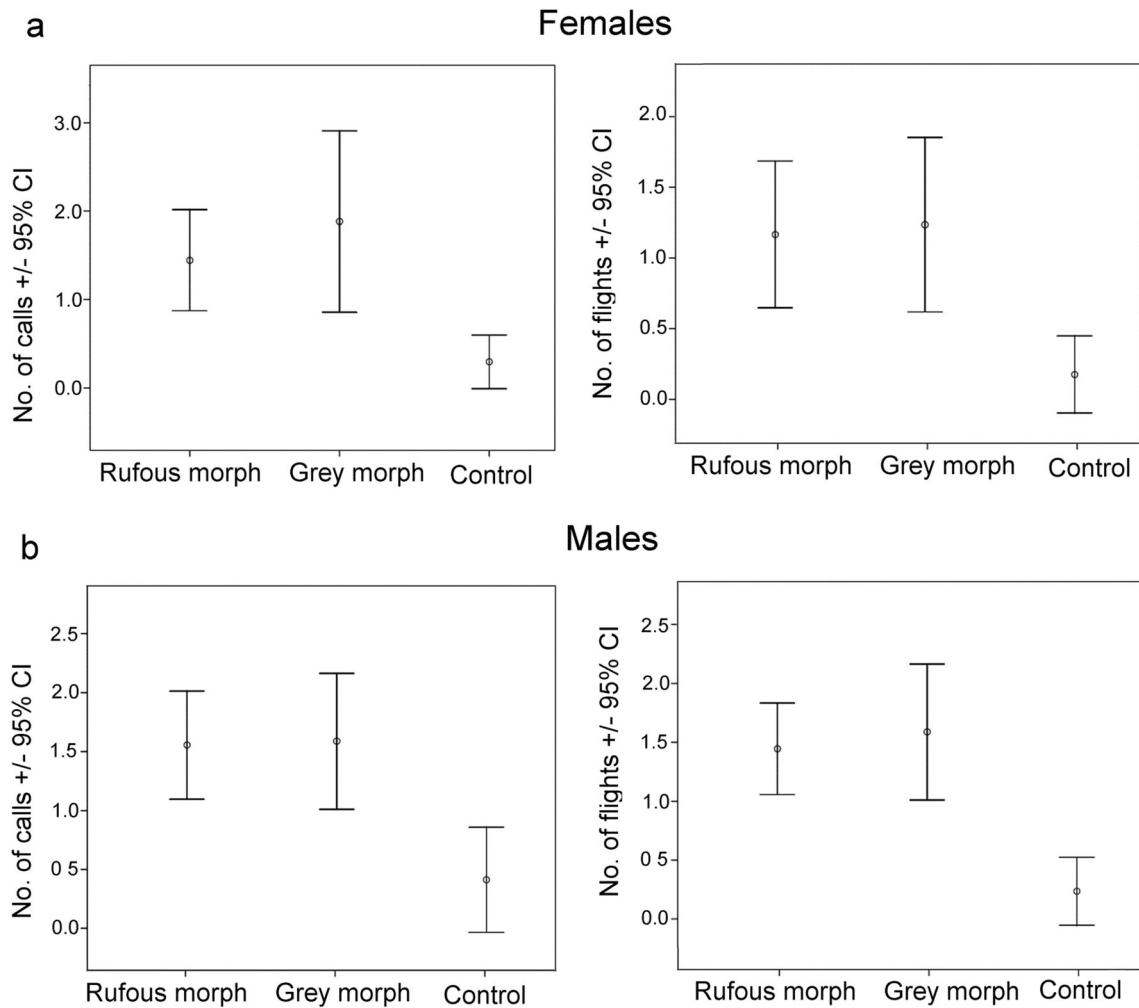 a
Females
No. of calls +/- 95% CI
3.0
2.0
1.0
0.0
Rufous morph Grey morph Control
No. of flights +/- 95% CI
2.0
1.5
1.0
0.5
0.0
Rufous morph Grey morph Control
b
Males
No. of calls +/- 95% CI
2.5
2.0
1.5
1.0
0 5
0.0
Rufous morph Grey morph Control
No. of flights +/- 95% CI
2.5
2.0
1.5
1.0
0 5
0.0
Rufous morph Grey morph Control